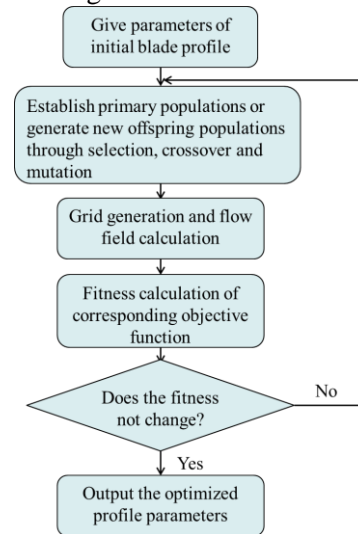 Give parameters of
initial blade profile
Establish primary populations or
generate new offspring populations
through selection, crossover and
mutation
Grid generation and flow
field calculation
Fitness calculation of
corresponding objective
function
Does the fitness
not change?
No
Yes
Output the optimized
profile parameters